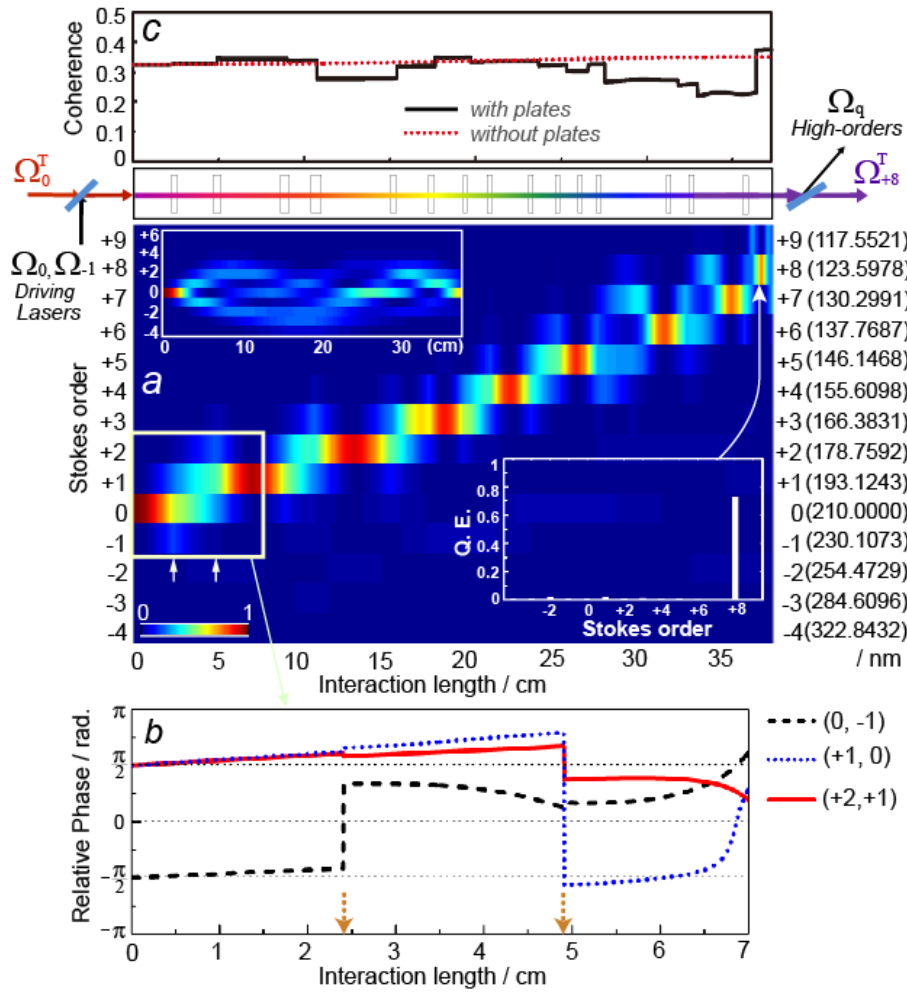 c
Coherence
0.5
0.4
0.3
0.2
0.1
0
with plates
without plates
Ω_0^T
Ω_0, Ω_-1
Driving
Lasers
Ω_q
High-orders
Ω_+8^T
a
Stokes order
+9 (117.5521)
+8 (123.5978)
+7 (130.2991)
+6 (137.7687)
+5 (146.1468)
+4 (155.6098)
+3 (166.3831)
+2 (178.7592)
+1 (193.1243)
0 (210.0000)
-1 (230.1073)
-2 (254.4729)
-3 (284.6096)
-4 (322.8432)
/ nm
+9
+8
+7
+6
+5
+4
+3
+2
+1
0
-1
-2
-3
-4
+6
+4
+2
0
-2
-4
0 10 20 30 (cm)
Q. E.
1
0.8
0.6
0.4
0.2
0
-2 0 +2 +4 +6 +8
Stokes order
0 1
0 5 10 15 20 25 30 35
Interaction length / cm
b
Relative Phase / rad.
π
π/2
0
-π/2
-π
(0, -1)
(+1, 0)
(+2,+1)
0 1 2 3 4 5 6 7
Interaction length / cm